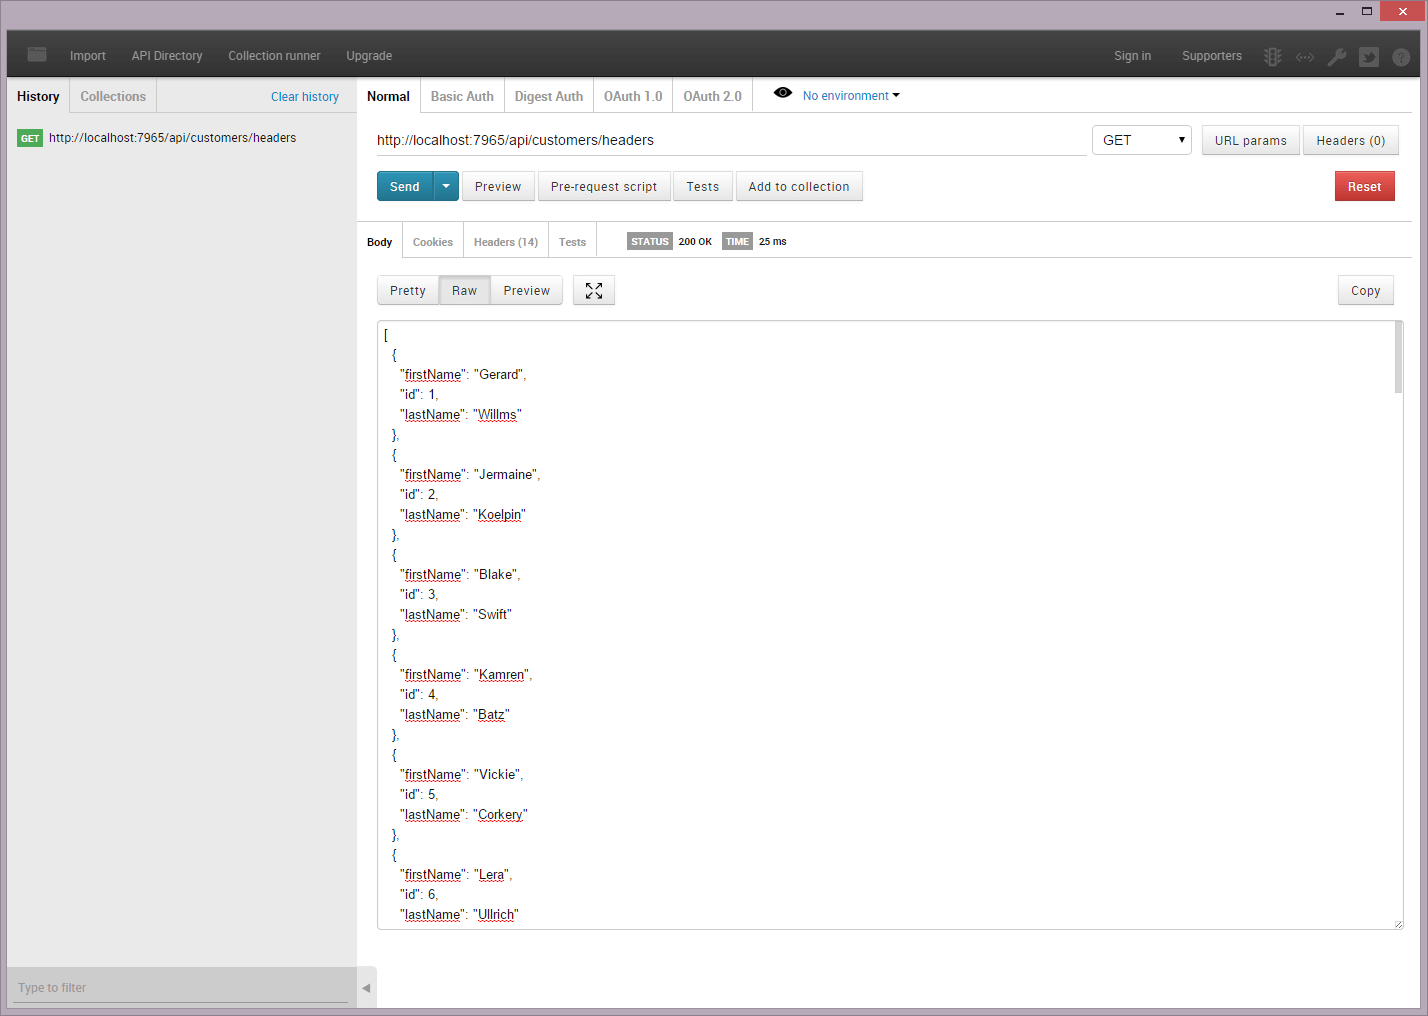 Import API Directory Collection runner Upgrade Sign in Supporters
History Collections Clear history
GET http://localhost:7965/api/customers/headers
Type to filter
Normal Basic Auth Digest Auth OAuth 1.0 OAuth 2.0 No environment
http://localhost:7965/api/customers/headers GET URL params Headers (0)
Send Preview Pre-request script Tests Add to collection Reset
Body Cookies Headers (14) Tests STATUS 200 OK TIME 25 ms
Pretty Raw Preview Copy
[
{
"firstName": "Gerard",
"id": 1,
"lastName": "Willms"
},
{
"firstName": "Jermaine",
"id": 2,
"lastName": "Koelpin"
},
{
"firstName": "Blake",
"id": 3,
"lastName": "Swift"
},
{
"firstName": "Kamren",
"id": 4,
"lastName": "Batz"
},
{
"firstName": "Vickie",
"id": 5,
"lastName": "Corkery"
},
{
"firstName": "Lera",
"id": 6,
"lastName": "Ullrich"